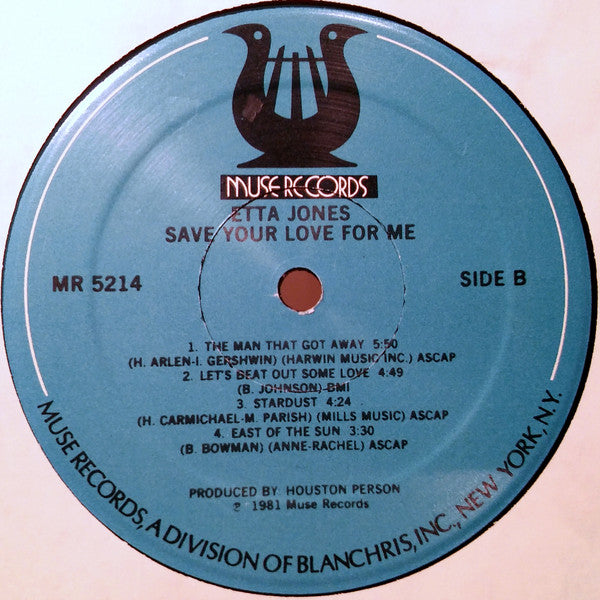 MUSE RECORDS
ETTA JONES
SAVE YOUR LOVE FOR ME
MR 5214
SIDE B
1. THE MAN THAT GOT AWAY 5:50
(H. ARLEN-I. GERSHWIN) (HARWIN MUSIC INC.) ASCAP
2. LET'S BEAT OUT SOME LOVE 4:49
(B. JOHNSON) BMI
3. STARDUST 4:24
(H. CARMICHAEL-M. PARISH) (MILLS MUSIC) ASCAP
4. EAST OF THE SUN 3:30
(B. BOWMAN) (ANNE-RACHEL) ASCAP
PRODUCED BY HOUSTON PERSON
℗ 1981 Muse Records
MUSE RECORDS, A DIVISION OF BLANCHRIS, INC., NEW YORK, N.Y.